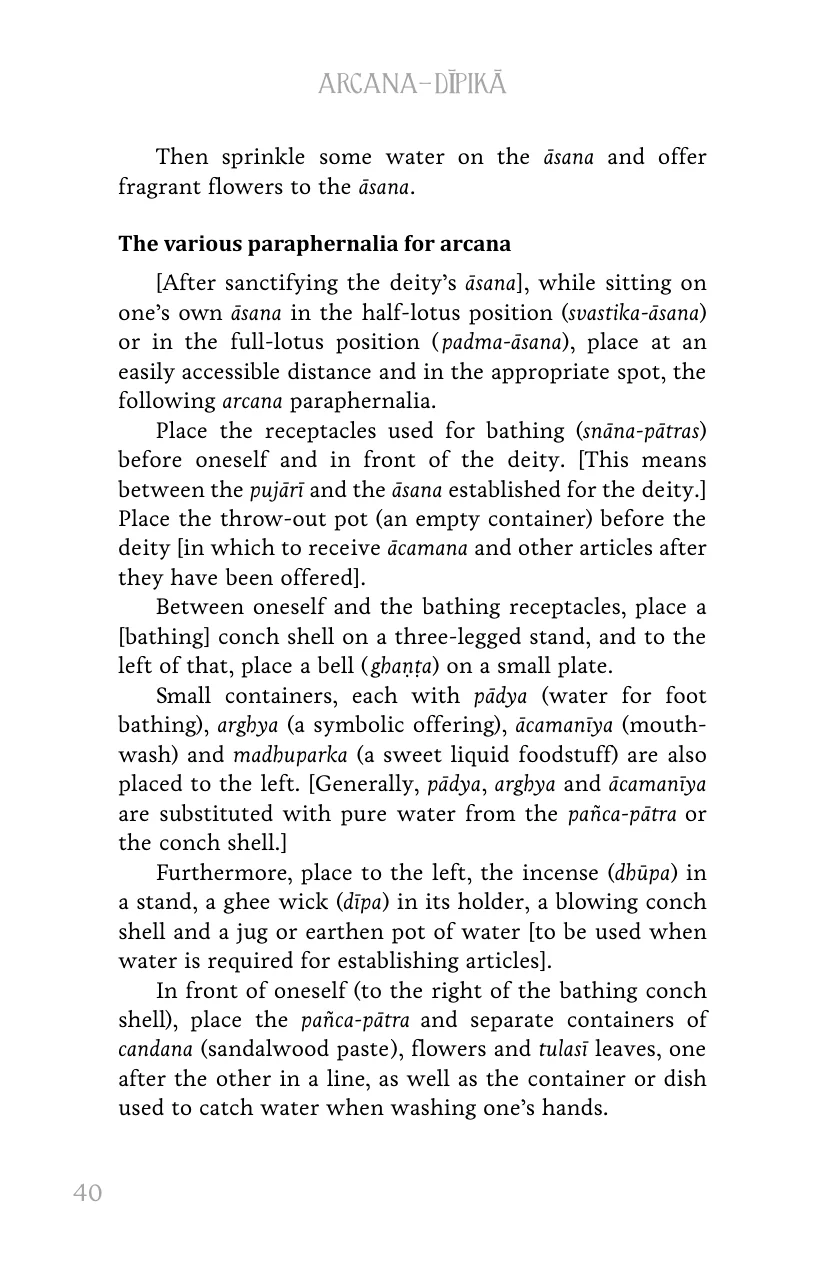 ARCANA–DĪPIKĀ
Then sprinkle some water on the āsana and offer
fragrant flowers to the āsana.
The various paraphernalia for arcana
[After sanctifying the deity’s āsana], while sitting on
one’s own āsana in the half-lotus position (svastika-āsana)
or in the full-lotus position (padma-āsana), place at an
easily accessible distance and in the appropriate spot, the
following arcana paraphernalia.
Place the receptacles used for bathing (snāna-pātras)
before oneself and in front of the deity. [This means
between the pujārī and the āsana established for the deity.]
Place the throw-out pot (an empty container) before the
deity [in which to receive ācamana and other articles after
they have been offered].
Between oneself and the bathing receptacles, place a
[bathing] conch shell on a three-legged stand, and to the
left of that, place a bell (ghaṇṭa) on a small plate.
Small containers, each with pādya (water for foot
bathing), arghya (a symbolic offering), ācamanīya (mouth-
wash) and madhuparka (a sweet liquid foodstuff) are also
placed to the left. [Generally, pādya, arghya and ācamanīya
are substituted with pure water from the pañca-pātra or
the conch shell.]
Furthermore, place to the left, the incense (dhūpa) in
a stand, a ghee wick (dīpa) in its holder, a blowing conch
shell and a jug or earthen pot of water [to be used when
water is required for establishing articles].
In front of oneself (to the right of the bathing conch
shell), place the pañca-pātra and separate containers of
candana (sandalwood paste), flowers and tulasī leaves, one
after the other in a line, as well as the container or dish
used to catch water when washing one’s hands.
40